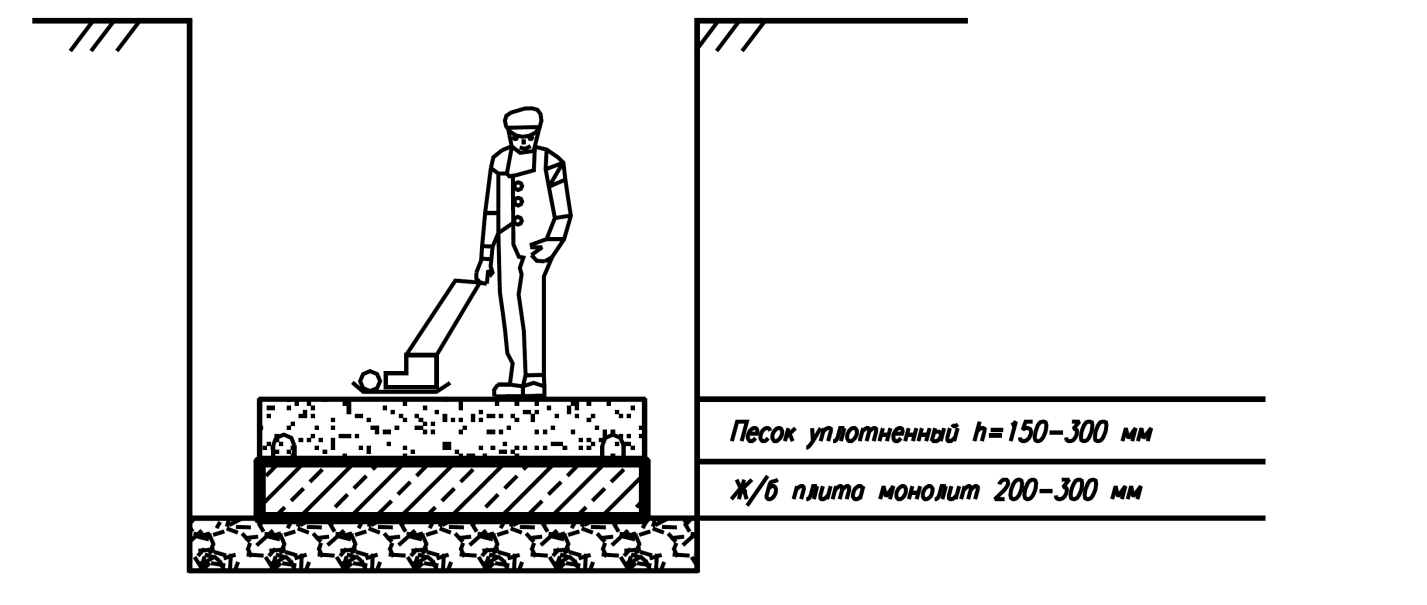 Песок уплотненный h=150-300 мм
Ж/б плита монолит 200-300 мм